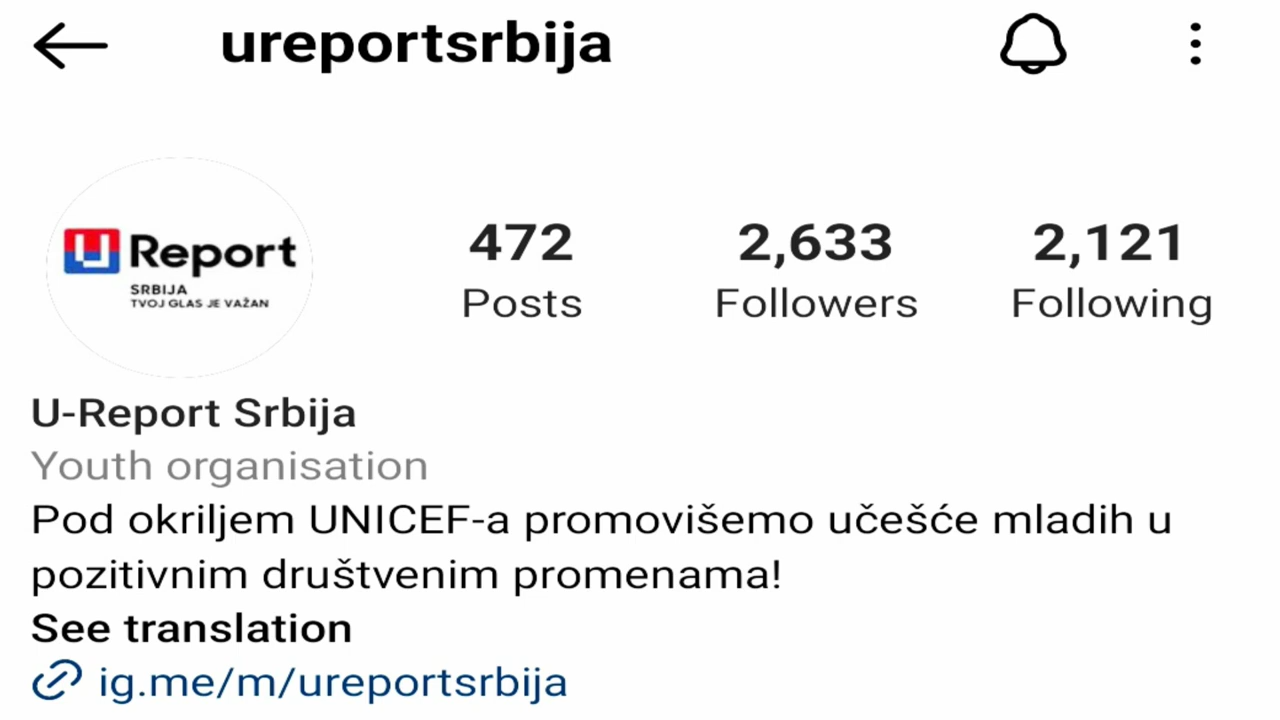 ureportsrbija
U Report
SRBIJA
TVOJ GLAS JE VAŽAN
472 2,633 2,121
Posts Followers Following
U-Report Srbija
Youth organisation
Pod okriljem UNICEF-a promovišemo učešće mladih u
pozitivnim društvenim promenama!
See translation
ig.me/m/ureportsrbija